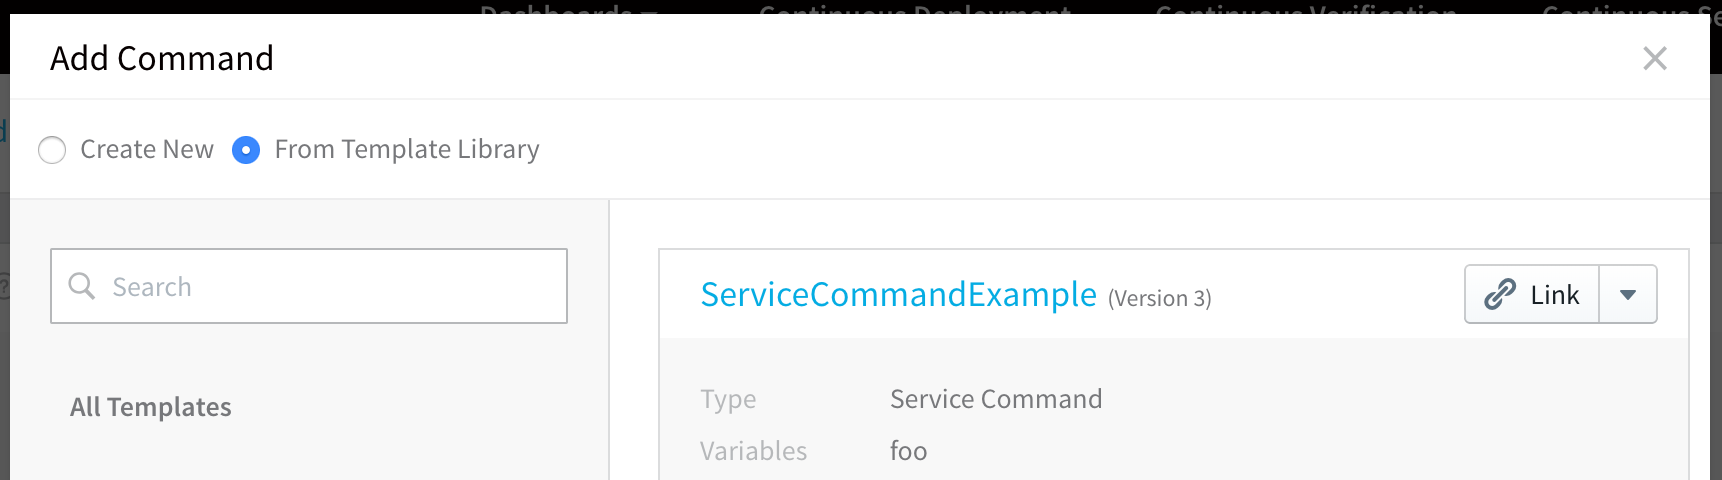 Dashboards Continuous Deployment Continuous Verification Continuous Se
Add Command
Create New From Template Library
Search
ServiceCommandExample (Version 3) Link
All Templates
Type Service Command
Variables foo